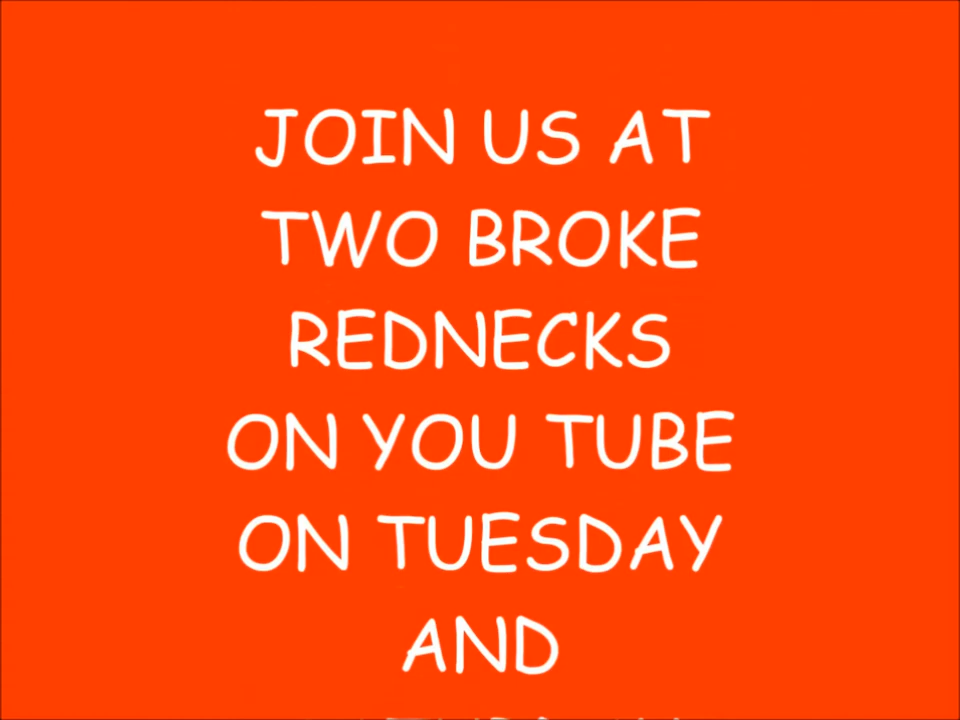 JOIN US AT
TWO BROKE
REDNECKS
ON YOU TUBE
ON TUESDAY
AND